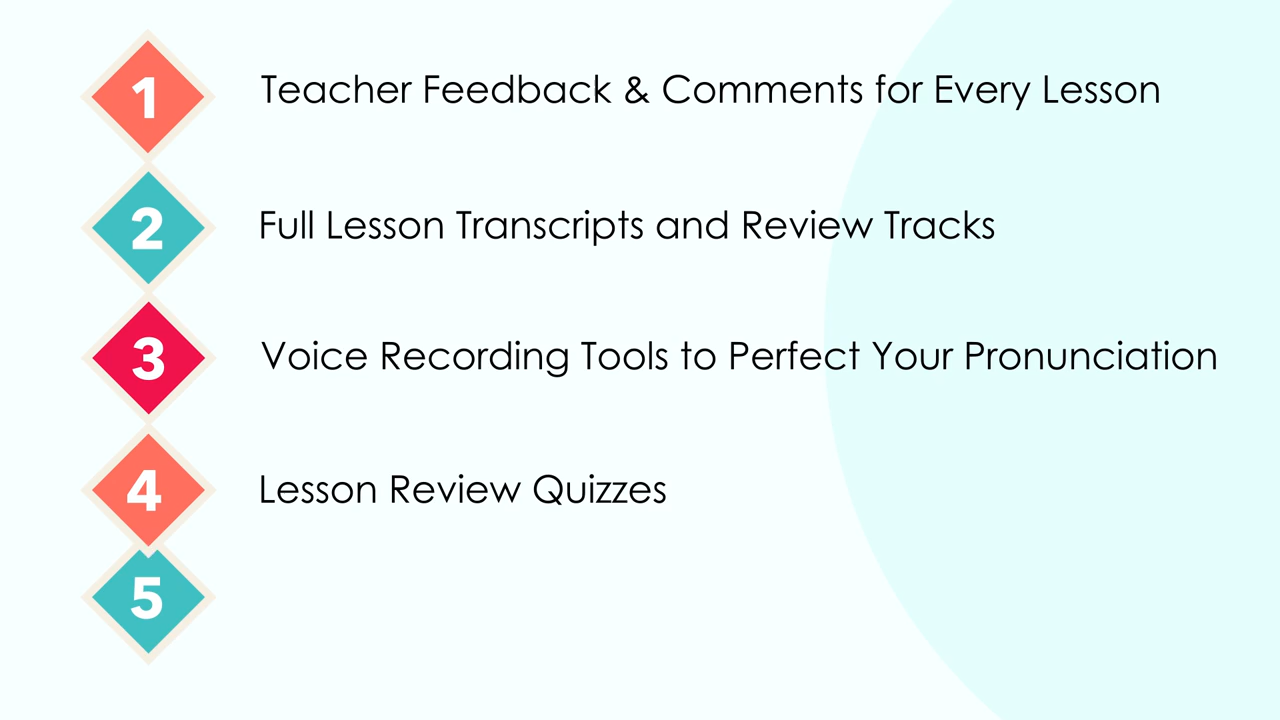 1 Teacher Feedback & Comments for Every Lesson
2 Full Lesson Transcripts and Review Tracks
3 Voice Recording Tools to Perfect Your Pronunciation
4 Lesson Review Quizzes
5